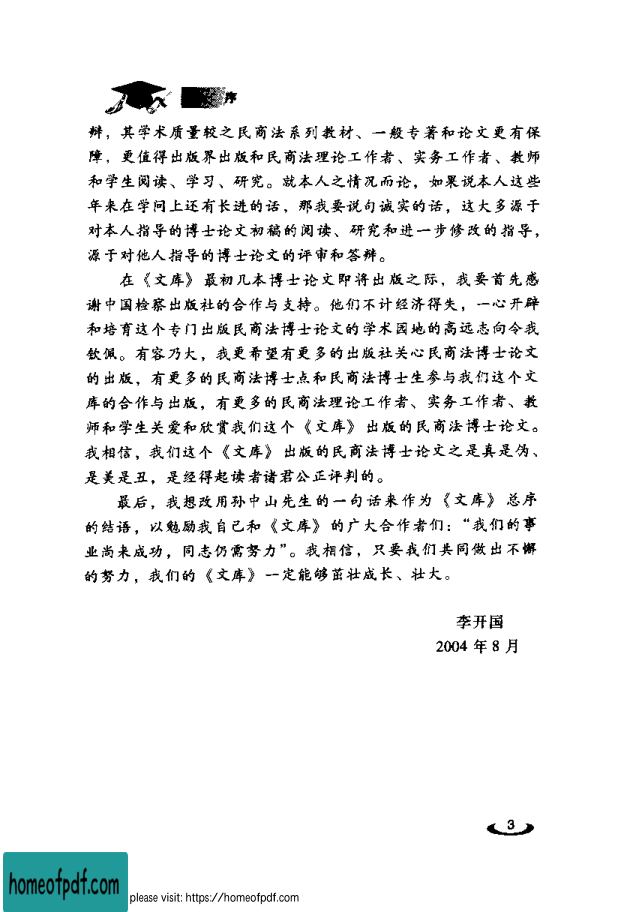 序
辩，其学术质量较之民商法系列教材、一般专著和论文更有保
障，更值得出版界出版和民商法理论工作者、实务工作者、教师
和学生阅读、学习、研究。就本人之情况而论，如果说本人这些
年来在学问上还有长进的话，那我要说句诚实的话，这大多源于
对本人指导的博士论文初稿的阅读、研究和进一步修改的指导，
源于对他人指导的博士论文的评审和答辩。
在《文库》最初几本博士论文即将出版之际，我要首先感
谢中国检察出版社的合作与支持。他们不计经济得失，一心开辟
和培育这个专门出版民商法博士论文的学术园地的高远志向令我
钦佩。有容乃大，我更希望有更多的出版社关心民商法博士论文
的出版，有更多的民商法博士点和民商法博士生参与我们这个文
库的合作与出版，有更多的民商法理论工作者、实务工作者、教
师和学生关爱和欣赏我们这个《文库》出版的民商法博士论文。
我相信，我们这个《文库》出版的民商法博士论文之是真是伪、
是美是丑，是经得起读者诸君公正评判的。
最后，我想改用孙中山先生的一句话来作为《文库》总序
的结语，以勉励我自己和《文库》的广大合作者们：“我们的事
业尚未成功，同志仍需努力”。我相信，只要我们共同做出不懈
的努力，我们的《文库》一定能够茁壮成长、壮大。
李开国
2004 年 8 月
3
homeofpdf.com
please visit: https://homeofpdf.com